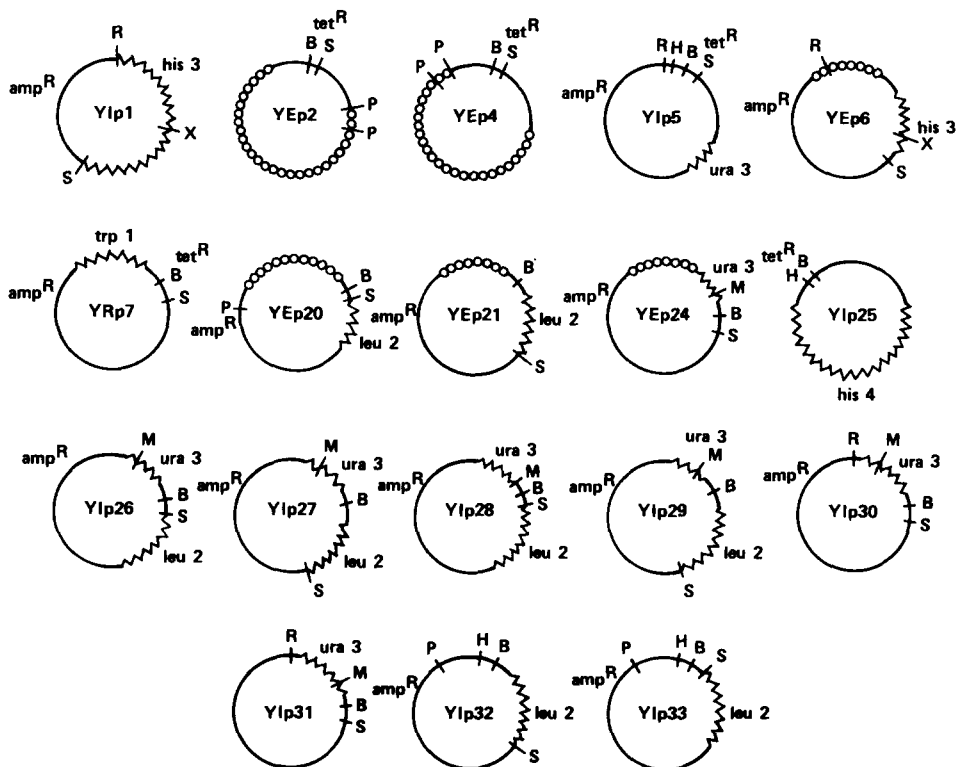 R
his 3
amp R
YIp1
X
S
tet R
B S
YEp2
P
P
tet R
B S
P
P
YEp4
R H B S
tet R
amp R
YIp5
ura 3
R
amp R
YEp6
his 3
X
S
trp 1
tet R
amp R
B
S
YRp7
B
S
P
amp R
YEp20
leu 2
B
amp R
YEp21
leu 2
S
ura 3
M
amp R
YEp24
B
S
tet R
B
H
YIp25
his 4
M
amp R
ura 3
YIp26
B
S
leu 2
M
amp R
ura 3
YIp27
B
leu 2
S
ura 3
amp R
M
B
S
YIp28
leu 2
ura 3
M
amp R
B
YIp29
leu 2
S
R
M
ura 3
amp R
YIp30
B
S
R
ura 3
M
YIp31
B
S
P
H
B
amp R
YIp32
leu 2
S
P
H
B
S
amp R
YIp33
leu 2